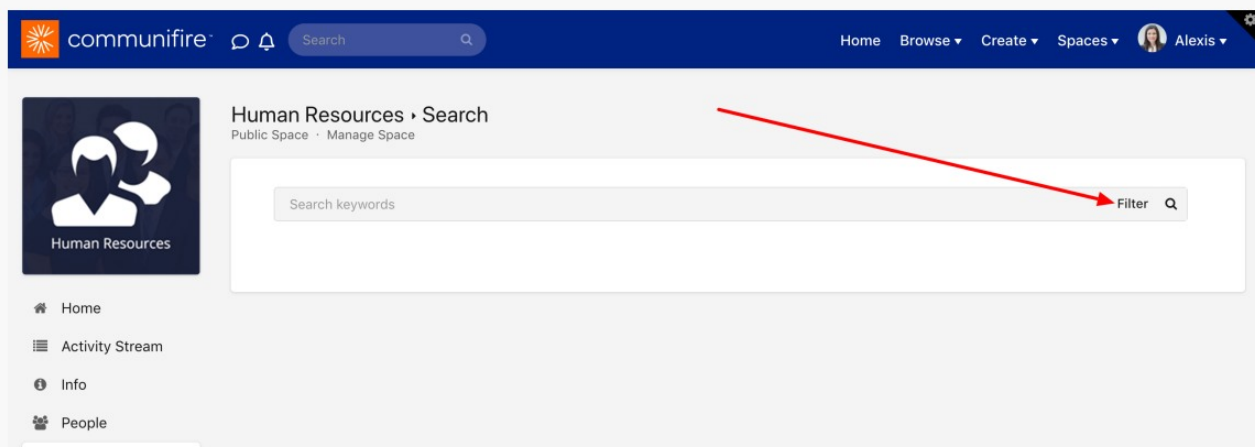 communifire Search Home Browse Create Spaces Alexis
Human Resources ‣ Search
Public Space · Manage Space
Search keywords Filter
Human Resources
Home
Activity Stream
Info
People